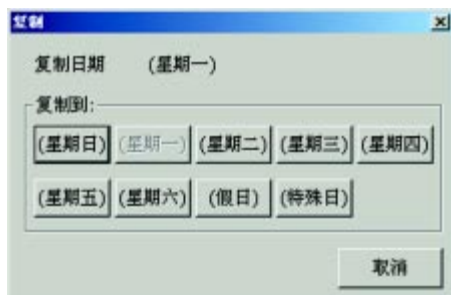 复制
复制日期 (星期一)
复制到:
(星期日) (星期一) (星期二) (星期三) (星期四)
(星期五) (星期六) (假日) (特殊日)
取消